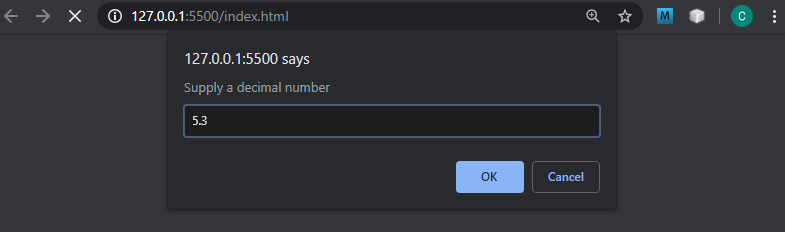 127.0.0.1:5500/index.html
M
C
127.0.0.1:5500 says
Supply a decimal number
5.3
OK Cancel